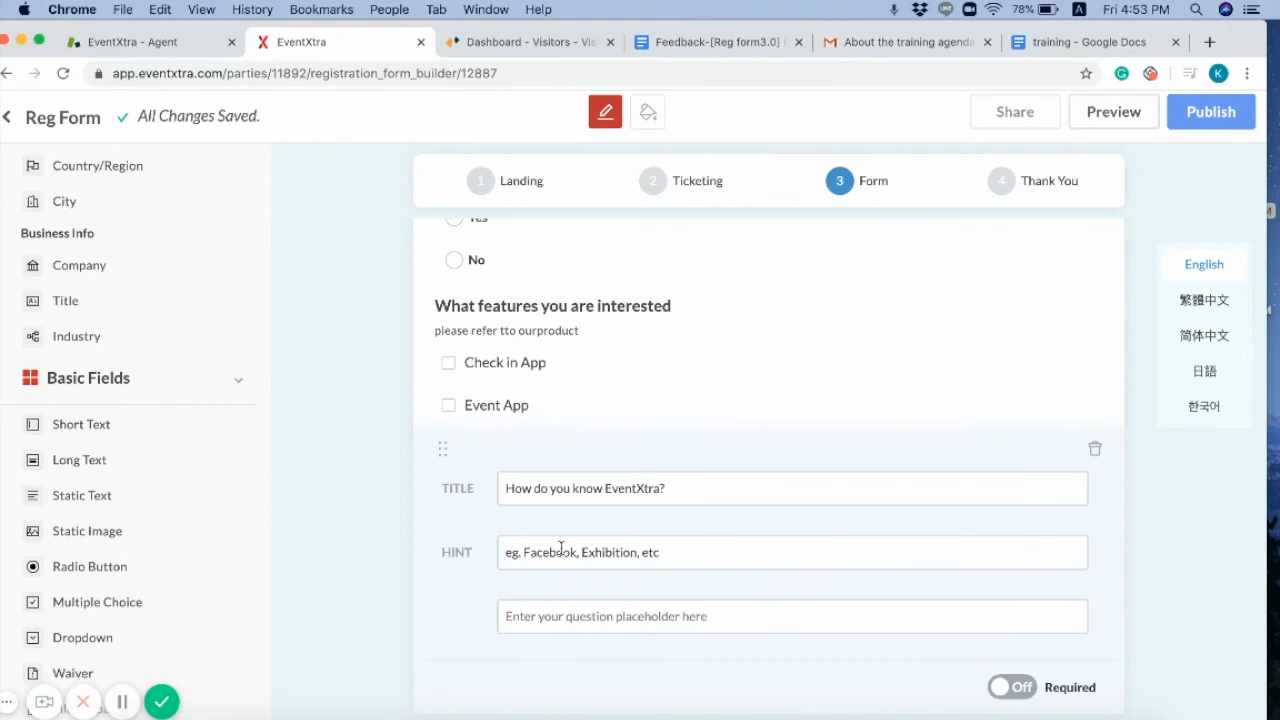 Chrome File Edit View History Bookmarks People Tab Window Help 78% A Fri 4:53 PM
EventXtra - Agent EventXtra Dashboard - Visitors - Vis Feedback-[Reg form3.0] About the training agenda training - Google Docs
app.eventxtra.com/parties/11892/registration_form_builder/12887 K
Reg Form All Changes Saved. Share Preview Publish
Country/Region
City
Business Info
Company
Title
Industry
Basic Fields
Short Text
Long Text
Static Text
Static Image
Radio Button
Multiple Choice
Dropdown
Waiver
1 Landing 2 Ticketing 3 Form 4 Thank You
Yes
No
What features you are interested
please refer tto ourproduct
Check in App
Event App
TITLE How do you know EventXtra?
HINT eg. Facebook, Exhibition, etc
Enter your question placeholder here
Off Required
English
繁體中文
简体中文
日語
한국어